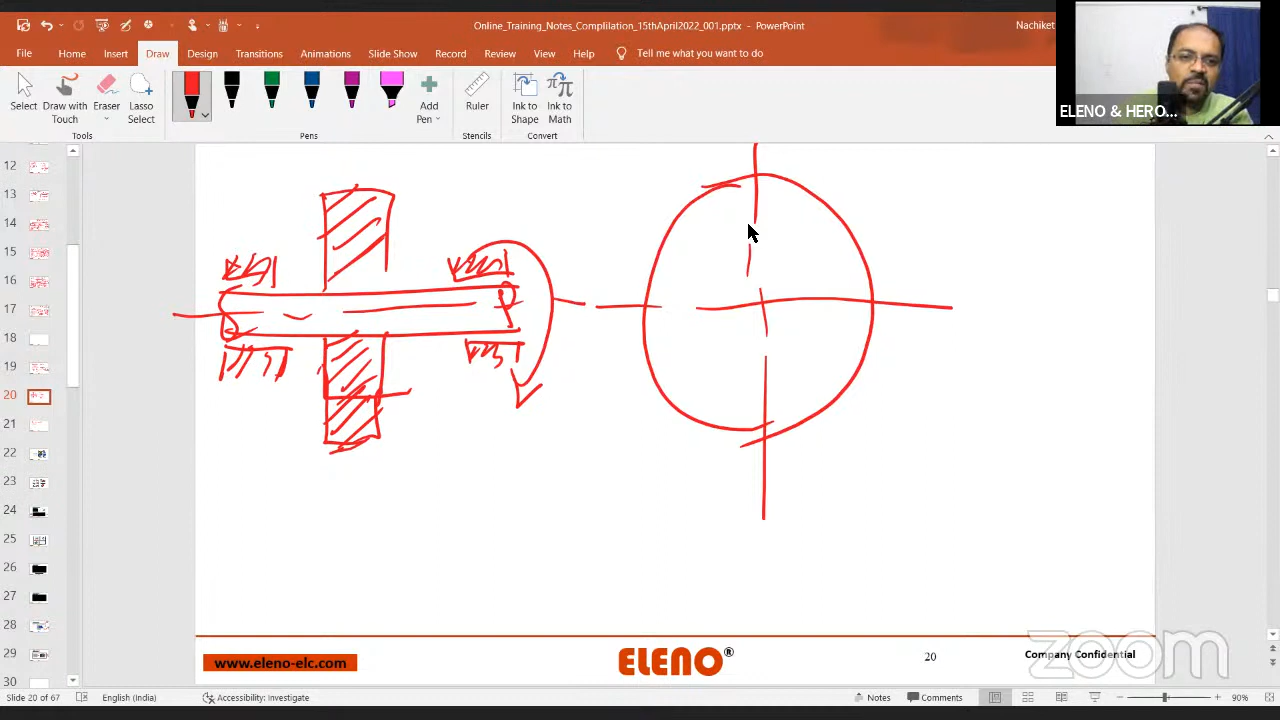 Online_Training_Notes_Complilation_15thApril2022_001.pptx - PowerPoint
Nachiket
File Home Insert Draw Design Transitions Animations Slide Show Record Review View Help Tell me what you want to do
Select
Draw with Touch
Eraser
Lasso Select
Add Pen
Ruler
Ink to Shape
Ink to Math
Tools
Pens
Stencils
Convert
ELENO & HERO...
12
13
14
15
16
17
18
19
20
21
22
23
24
25
26
27
28
29
30
www.eleno-elc.com
ELENO®
20
Company Confidential
zoom
Slide 20 of 67
English (India)
Accessibility: Investigate
Notes
Comments
90%